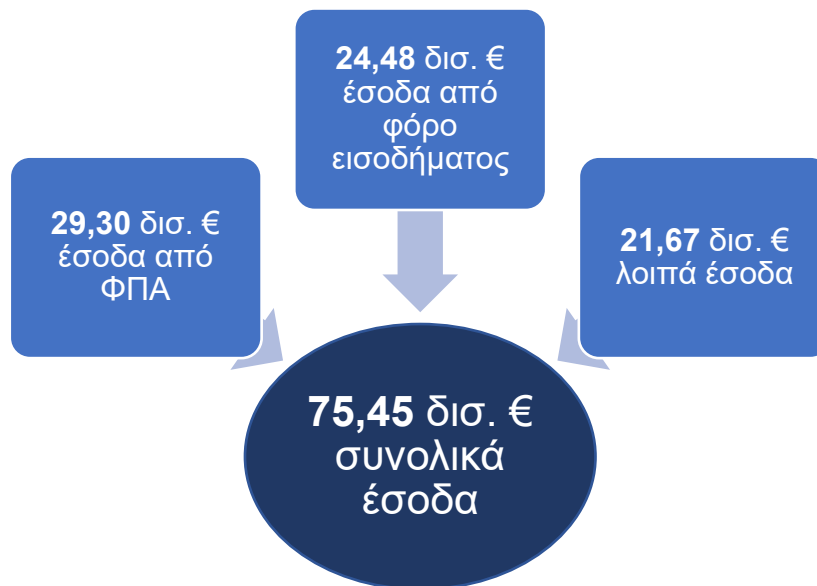 24,48 δισ. €
έσοδα από
φόρο
εισοδήματος
29,30 δισ. €
έσοδα από
ΦΠΑ
21,67 δισ. €
λοιπά έσοδα
75,45 δισ. €
συνολικά
έσοδα